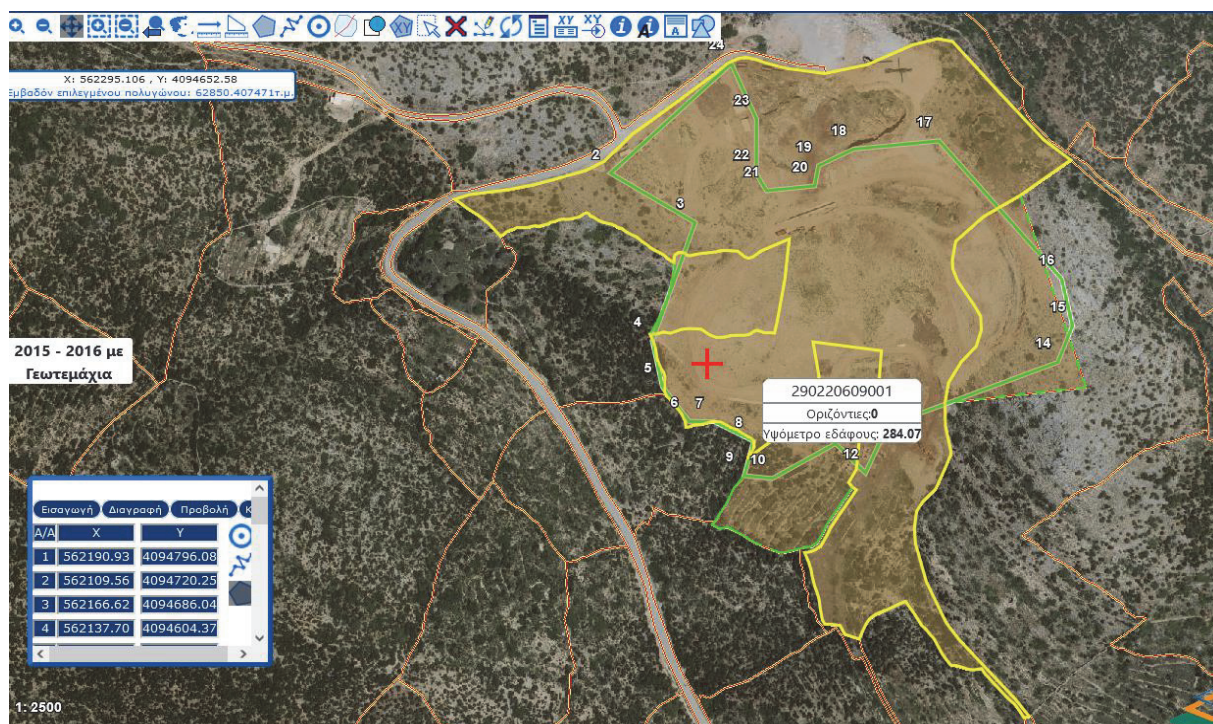 XY
XY
i
A
A
XY
X: 562295.106 , Y: 4094652.58
Εμβαδόν επιλεγμένου πολυγώνου: 62850.407471τ.μ.
24
23
17
18
19
22
2
20
21
3
16
15
4
14
2015 - 2016 με
Γεωτεμάχια
5
290220609001
6
7
Οριζόντιες:0
8
Υψόμετρο εδάφους: 284.07
9
10
12
Εισαγωγή Διαγραφή Προβολή Κ
Α/Α X Y
1 562190.93 4094796.08
2 562109.56 4094720.25
3 562166.62 4094686.04
4 562137.70 4094604.37
1: 2500